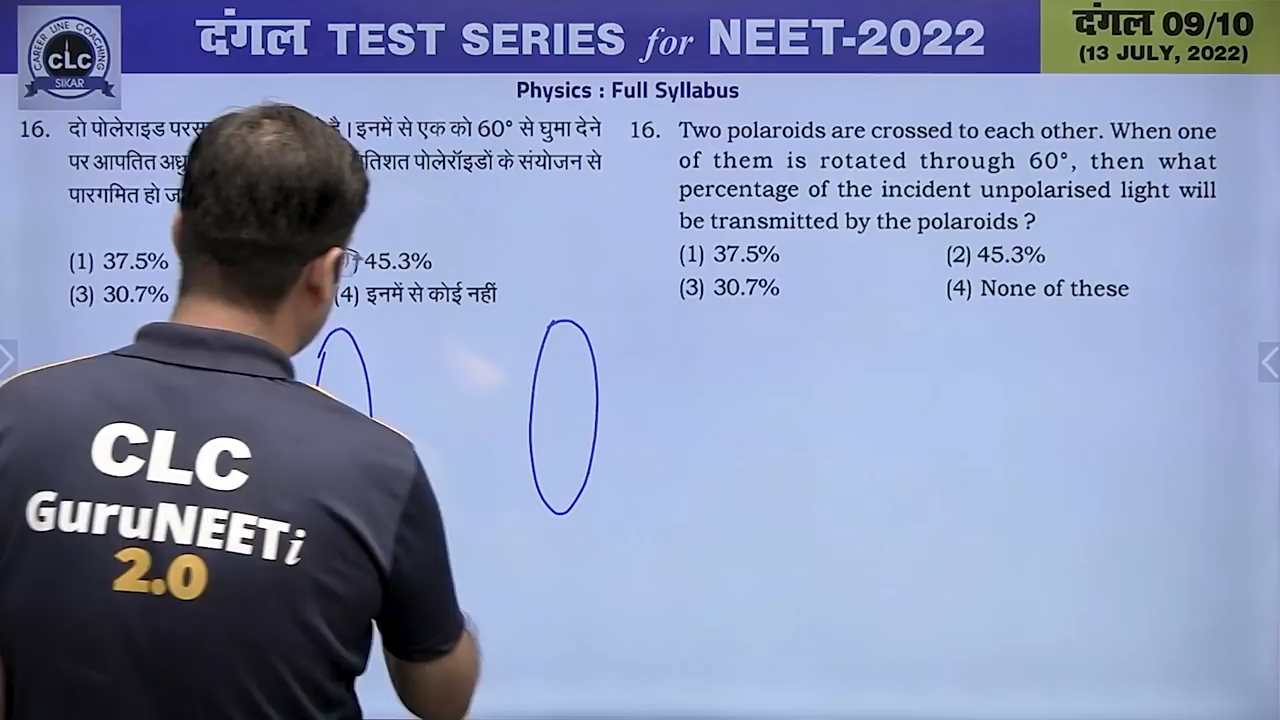 CAREER LINE COACHING
CLC
SIKAR
दंगल TEST SERIES for NEET-2022
दंगल 09/10
(13 JULY, 2022)
Physics : Full Syllabus
16. दो पोलेराइड है। इनमें से एक को 60° से घुमा देने
पर आपतित पोलेरॉइडों के संयोजन से
पारगमित हो
(1) 37.5% 45.3%
(3) 30.7% (4) इनमें से कोई नहीं
16. Two polaroids are crossed to each other. When one
of them is rotated through 60°, then what
percentage of the incident unpolarised light will
be transmitted by the polaroids ?
(1) 37.5% (2) 45.3%
(3) 30.7% (4) None of these
CLC
GuruNEETi
2.0